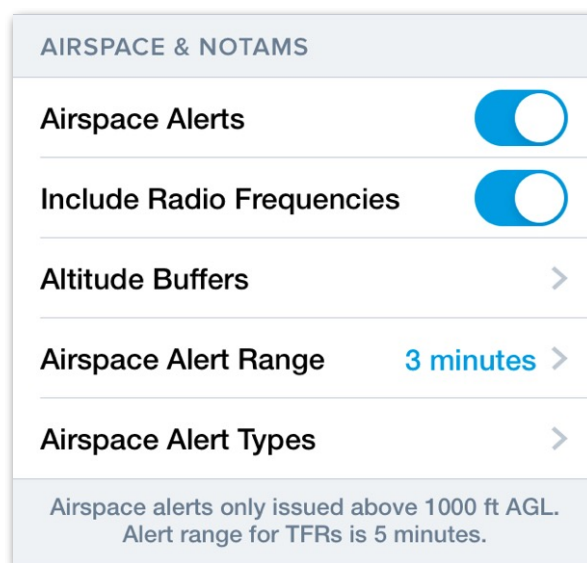 AIRSPACE & NOTAMS
Airspace Alerts
Include Radio Frequencies
Altitude Buffers
Airspace Alert Range 3 minutes
Airspace Alert Types
Airspace alerts only issued above 1000 ft AGL.
Alert range for TFRs is 5 minutes.